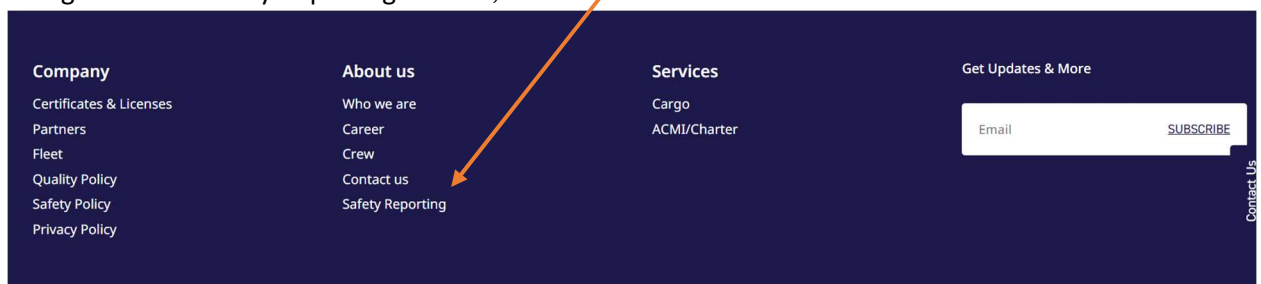 Company
Certificates & Licenses
Partners
Fleet
Quality Policy
Safety Policy
Privacy Policy
About us
Who we are
Career
Crew
Contact us
Safety Reporting
Services
Cargo
ACMI/Charter
Get Updates & More
Email SUBSCRIBE
Contact Us